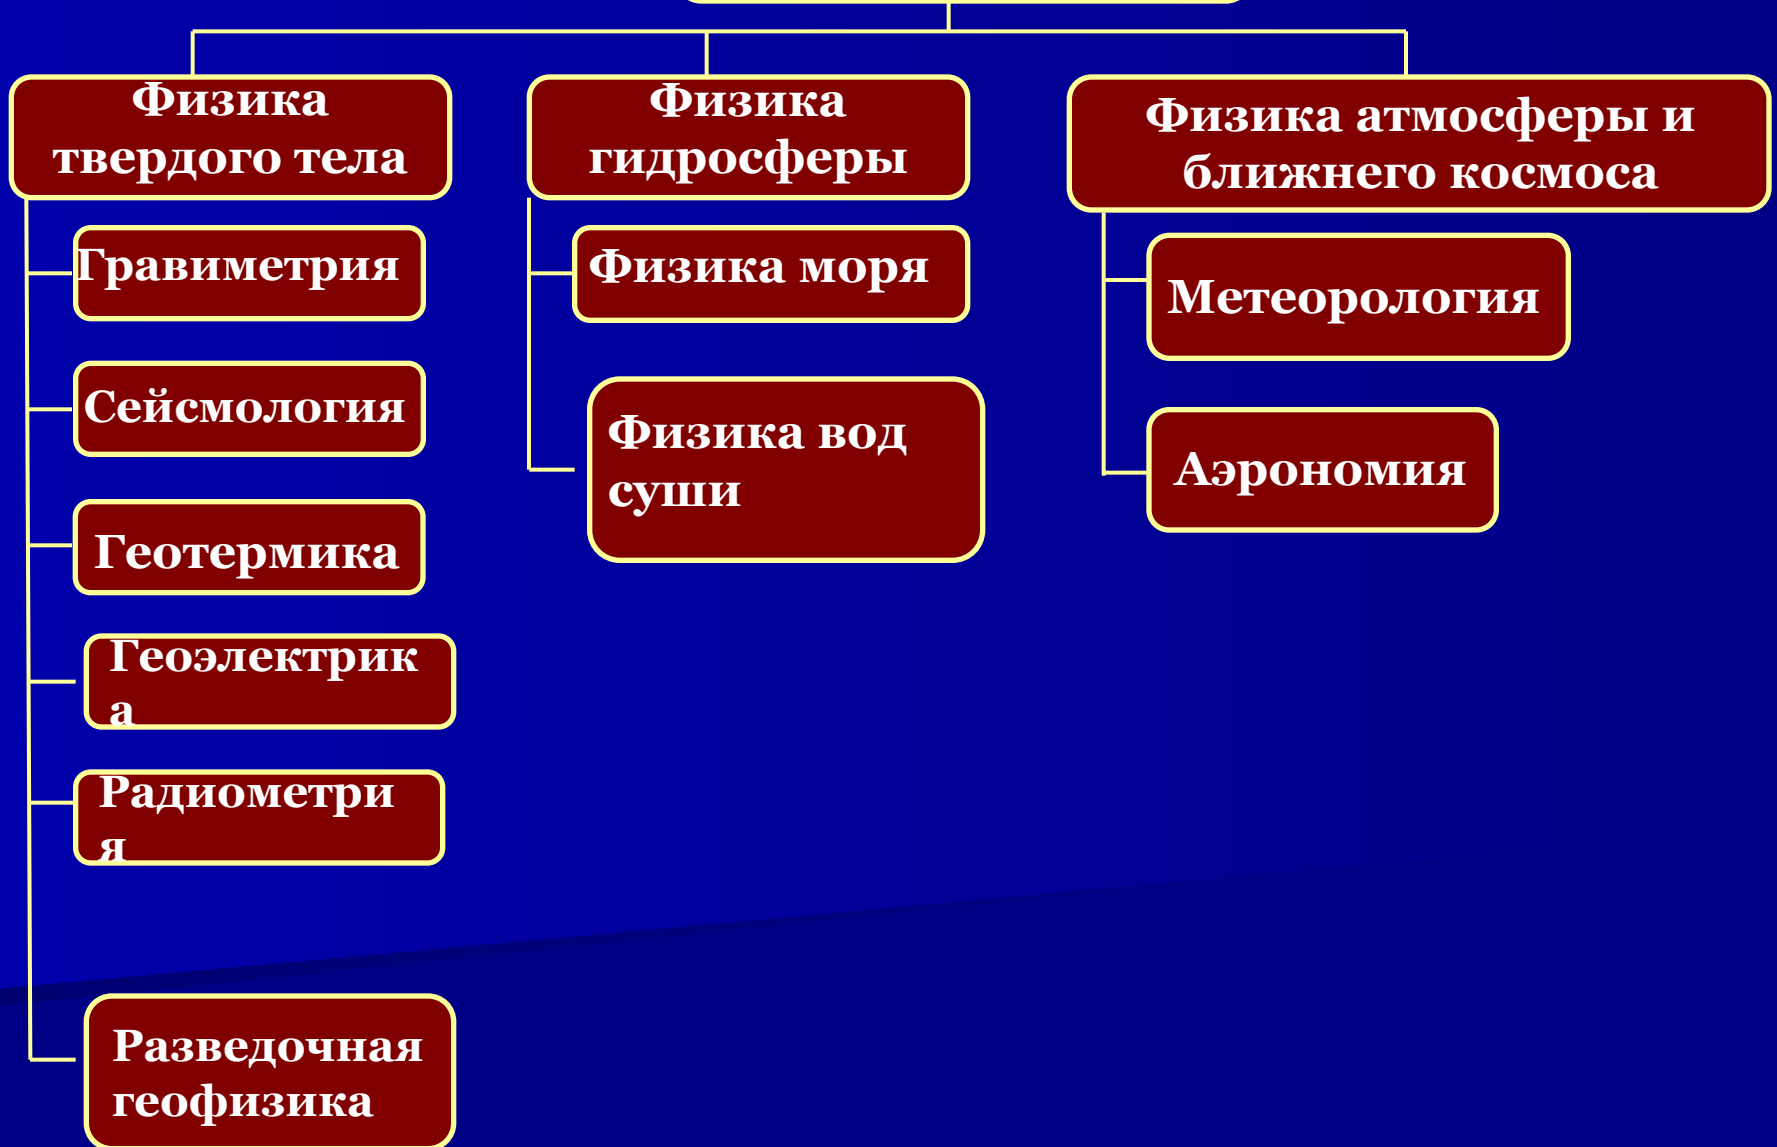 Физика
твердого тела
Гравиметрия
Сейсмология
Геотермика
Геоэлектрик
а
Радиометри
я
Разведочная
геофизика
Физика
гидросферы
Физика моря
Физика вод
суши
Физика атмосферы и
ближнего космоса
Метеорология
Аэрономия